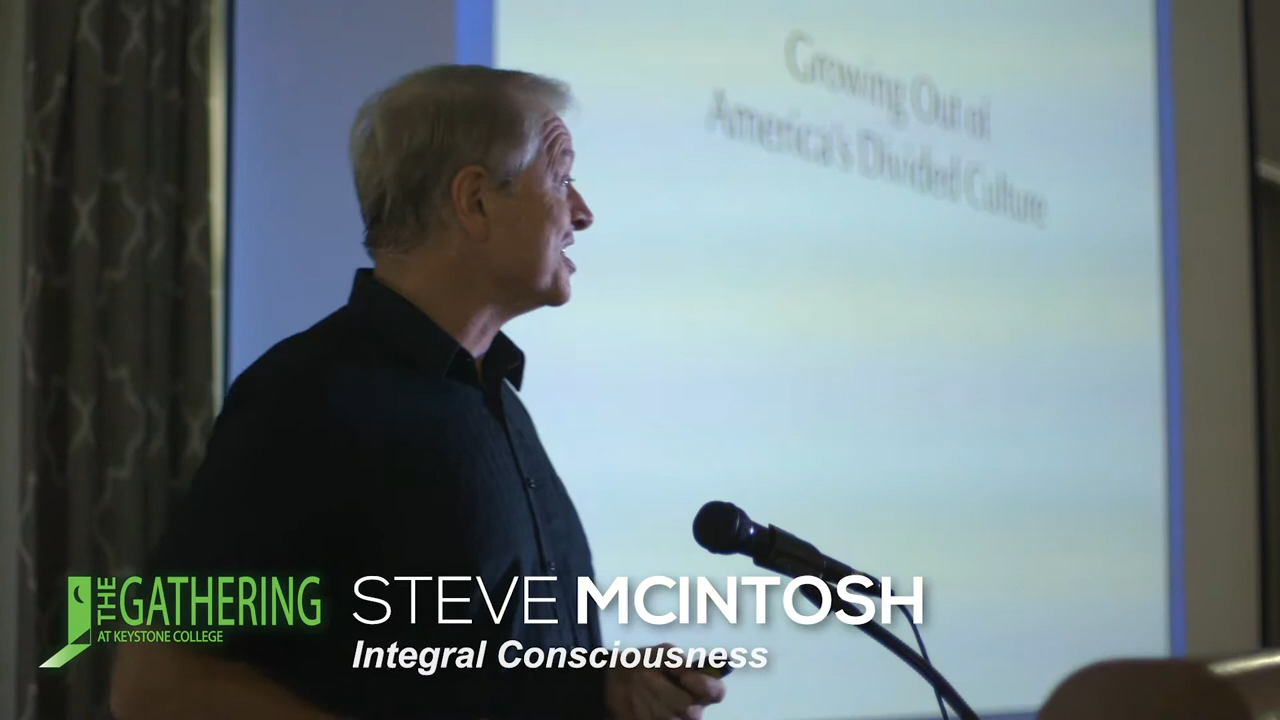 Growing Out of
America's Divided Culture
THE GATHERING
AT KEYSTONE COLLEGE
STEVE MCINTOSH
Integral Consciousness